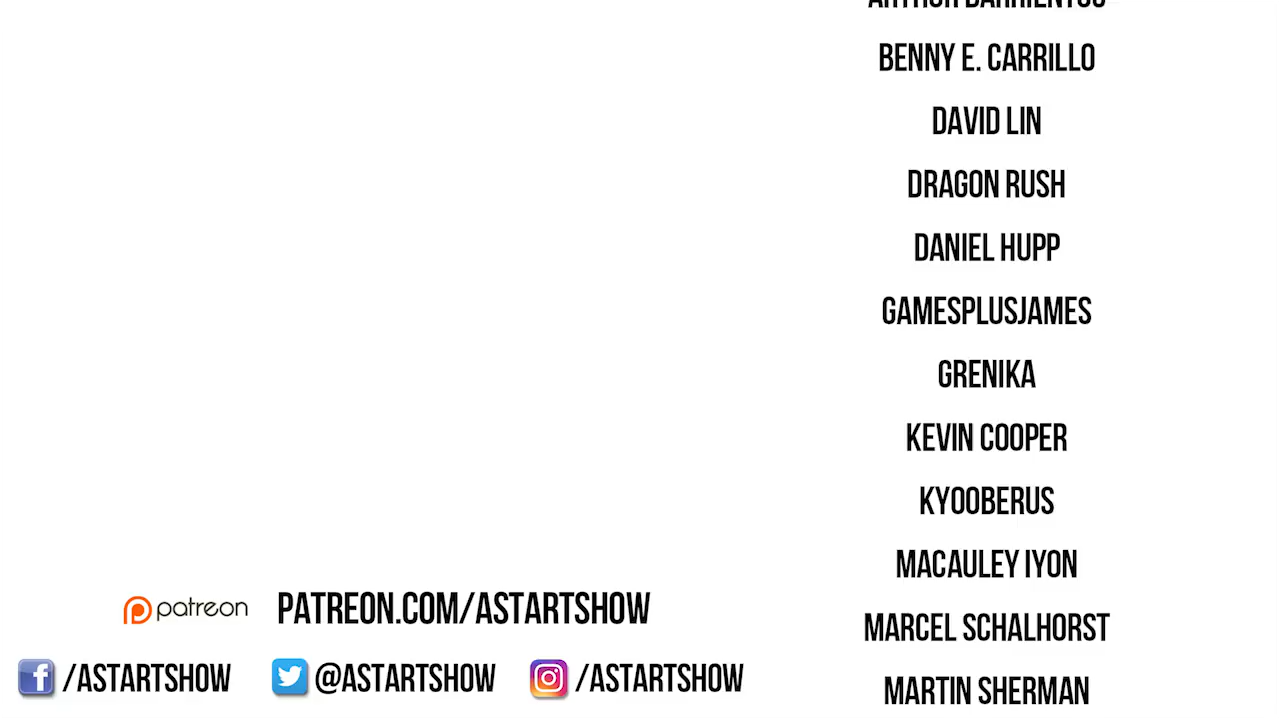 BENNY E. CARRILLO
DAVID LIN
DRAGON RUSH
DANIEL HUPP
GAMESPLUSJAMES
GRENIKA
KEVIN COOPER
KYOOBERUS
MACAULEY IYON
MARCEL SCHALHORST
MARTIN SHERMAN
patreon PATREON.COM/ASTARTSHOW
/ASTARTSHOW @ASTARTSHOW /ASTARTSHOW